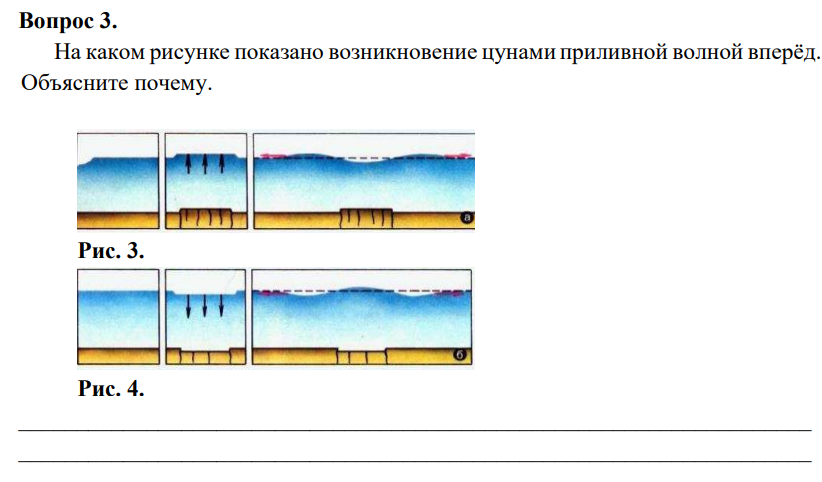 Вопрос 3.
На каком рисунке показано возникновение цунами приливной волной вперёд.
Объясните почему.
а
Рис. 3.
б
Рис. 4.